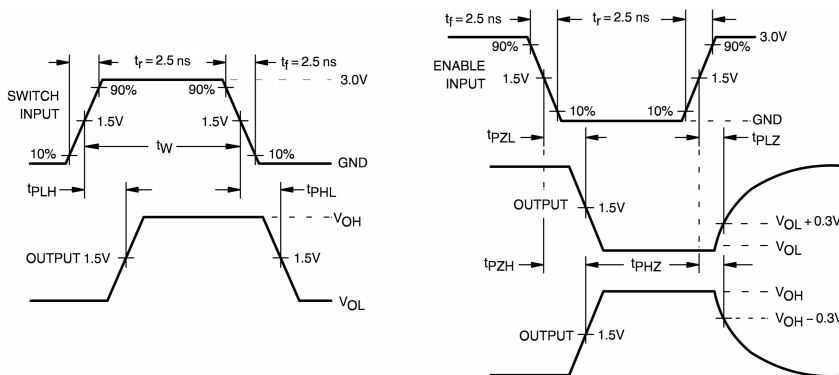 tr = 2.5 ns
tf = 2.5 ns
3.0V
SWITCH
INPUT
90%
90%
1.5V
1.5V
tW
10%
10%
GND
tPLH
tPHL
VOH
OUTPUT 1.5V
1.5V
VOL
tf = 2.5 ns
tr = 2.5 ns
90%
90%
3.0V
ENABLE
INPUT
1.5V
1.5V
10%
10%
GND
tPZL
tPLZ
OUTPUT
1.5V
VOL + 0.3V
VOL
tPZH
tPHZ
VOH
VOH – 0.3V
OUTPUT
1.5V